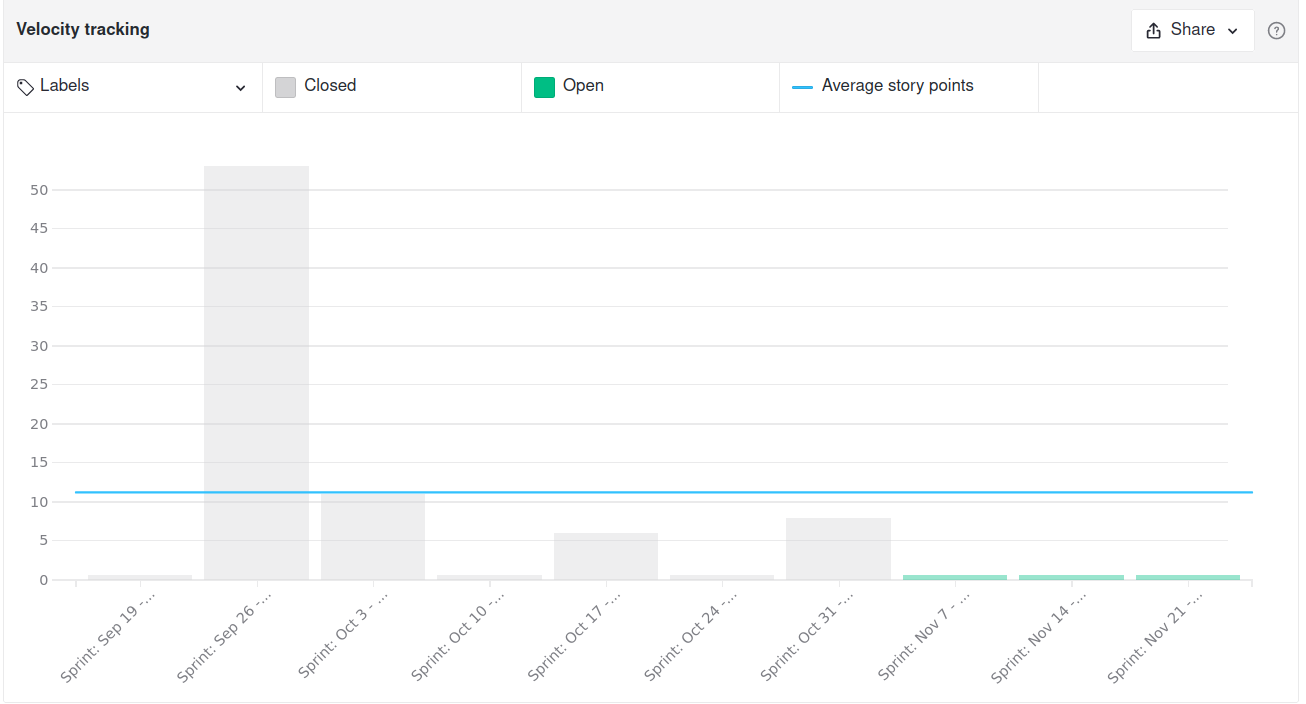 Velocity tracking
Share
?
Labels
Closed
Open
Average story points
50
45
40
35
30
25
20
15
10
5
0
Sprint: Sep 19 -...
Sprint: Sep 26 -...
Sprint: Oct 3 - ...
Sprint: Oct 10 -...
Sprint: Oct 17 -...
Sprint: Oct 24 -...
Sprint: Oct 31 -...
Sprint: Nov 7 - ...
Sprint: Nov 14 -...
Sprint: Nov 21 -...